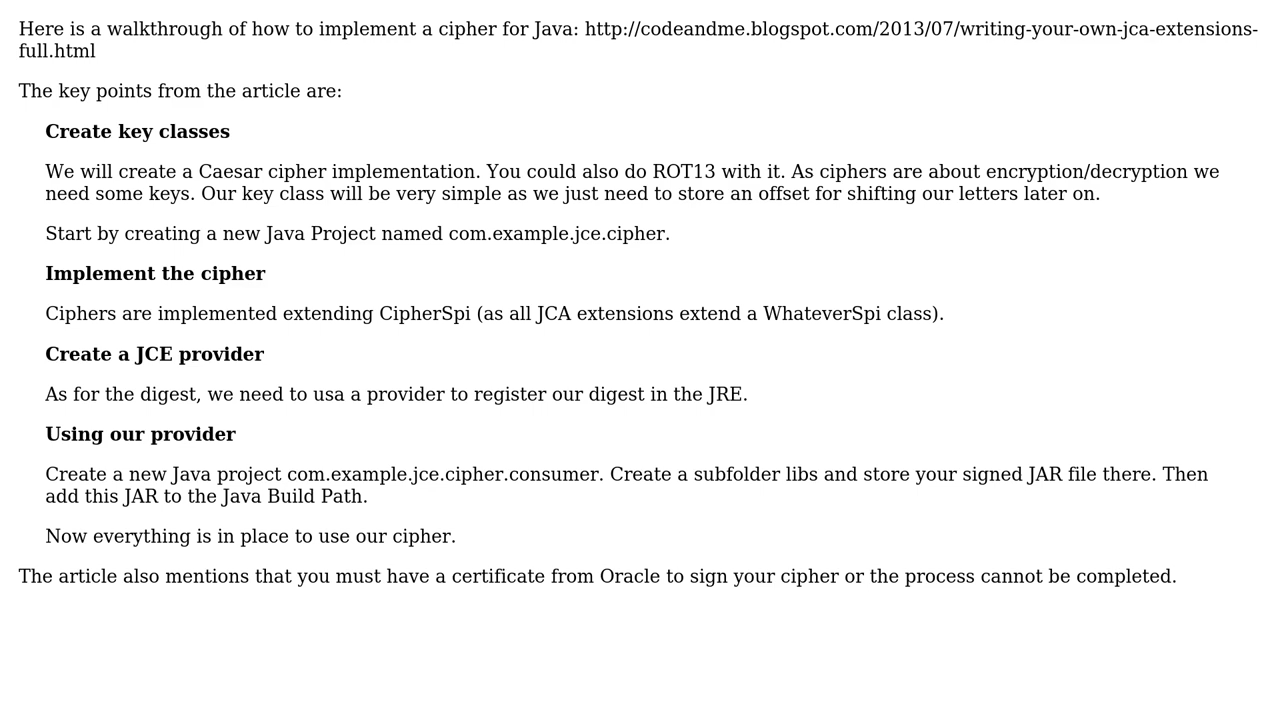 Here is a walkthrough of how to implement a cipher for Java: http://codeandme.blogspot.com/2013/07/writing-your-own-jca-extensions-
full.html
The key points from the article are:
Create key classes
We will create a Caesar cipher implementation. You could also do ROT13 with it. As ciphers are about encryption/decryption we
need some keys. Our key class will be very simple as we just need to store an offset for shifting our letters later on.
Start by creating a new Java Project named com.example.jce.cipher.
Implement the cipher
Ciphers are implemented extending CipherSpi (as all JCA extensions extend a WhateverSpi class).
Create a JCE provider
As for the digest, we need to usa a provider to register our digest in the JRE.
Using our provider
Create a new Java project com.example.jce.cipher.consumer. Create a subfolder libs and store your signed JAR file there. Then
add this JAR to the Java Build Path.
Now everything is in place to use our cipher.
The article also mentions that you must have a certificate from Oracle to sign your cipher or the process cannot be completed.